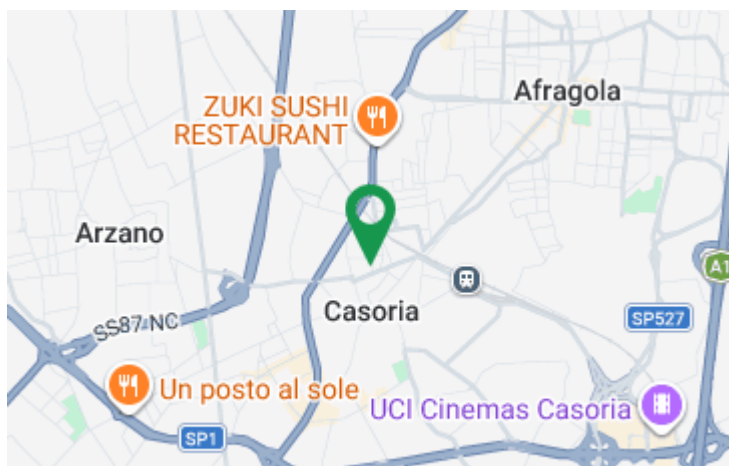 Afragola
ZUKI SUSHI
RESTAURANT
Arzano
A1
Casoria
SP527
SS87 NC
Un posto al sole
UCI Cinemas Casoria
SP1